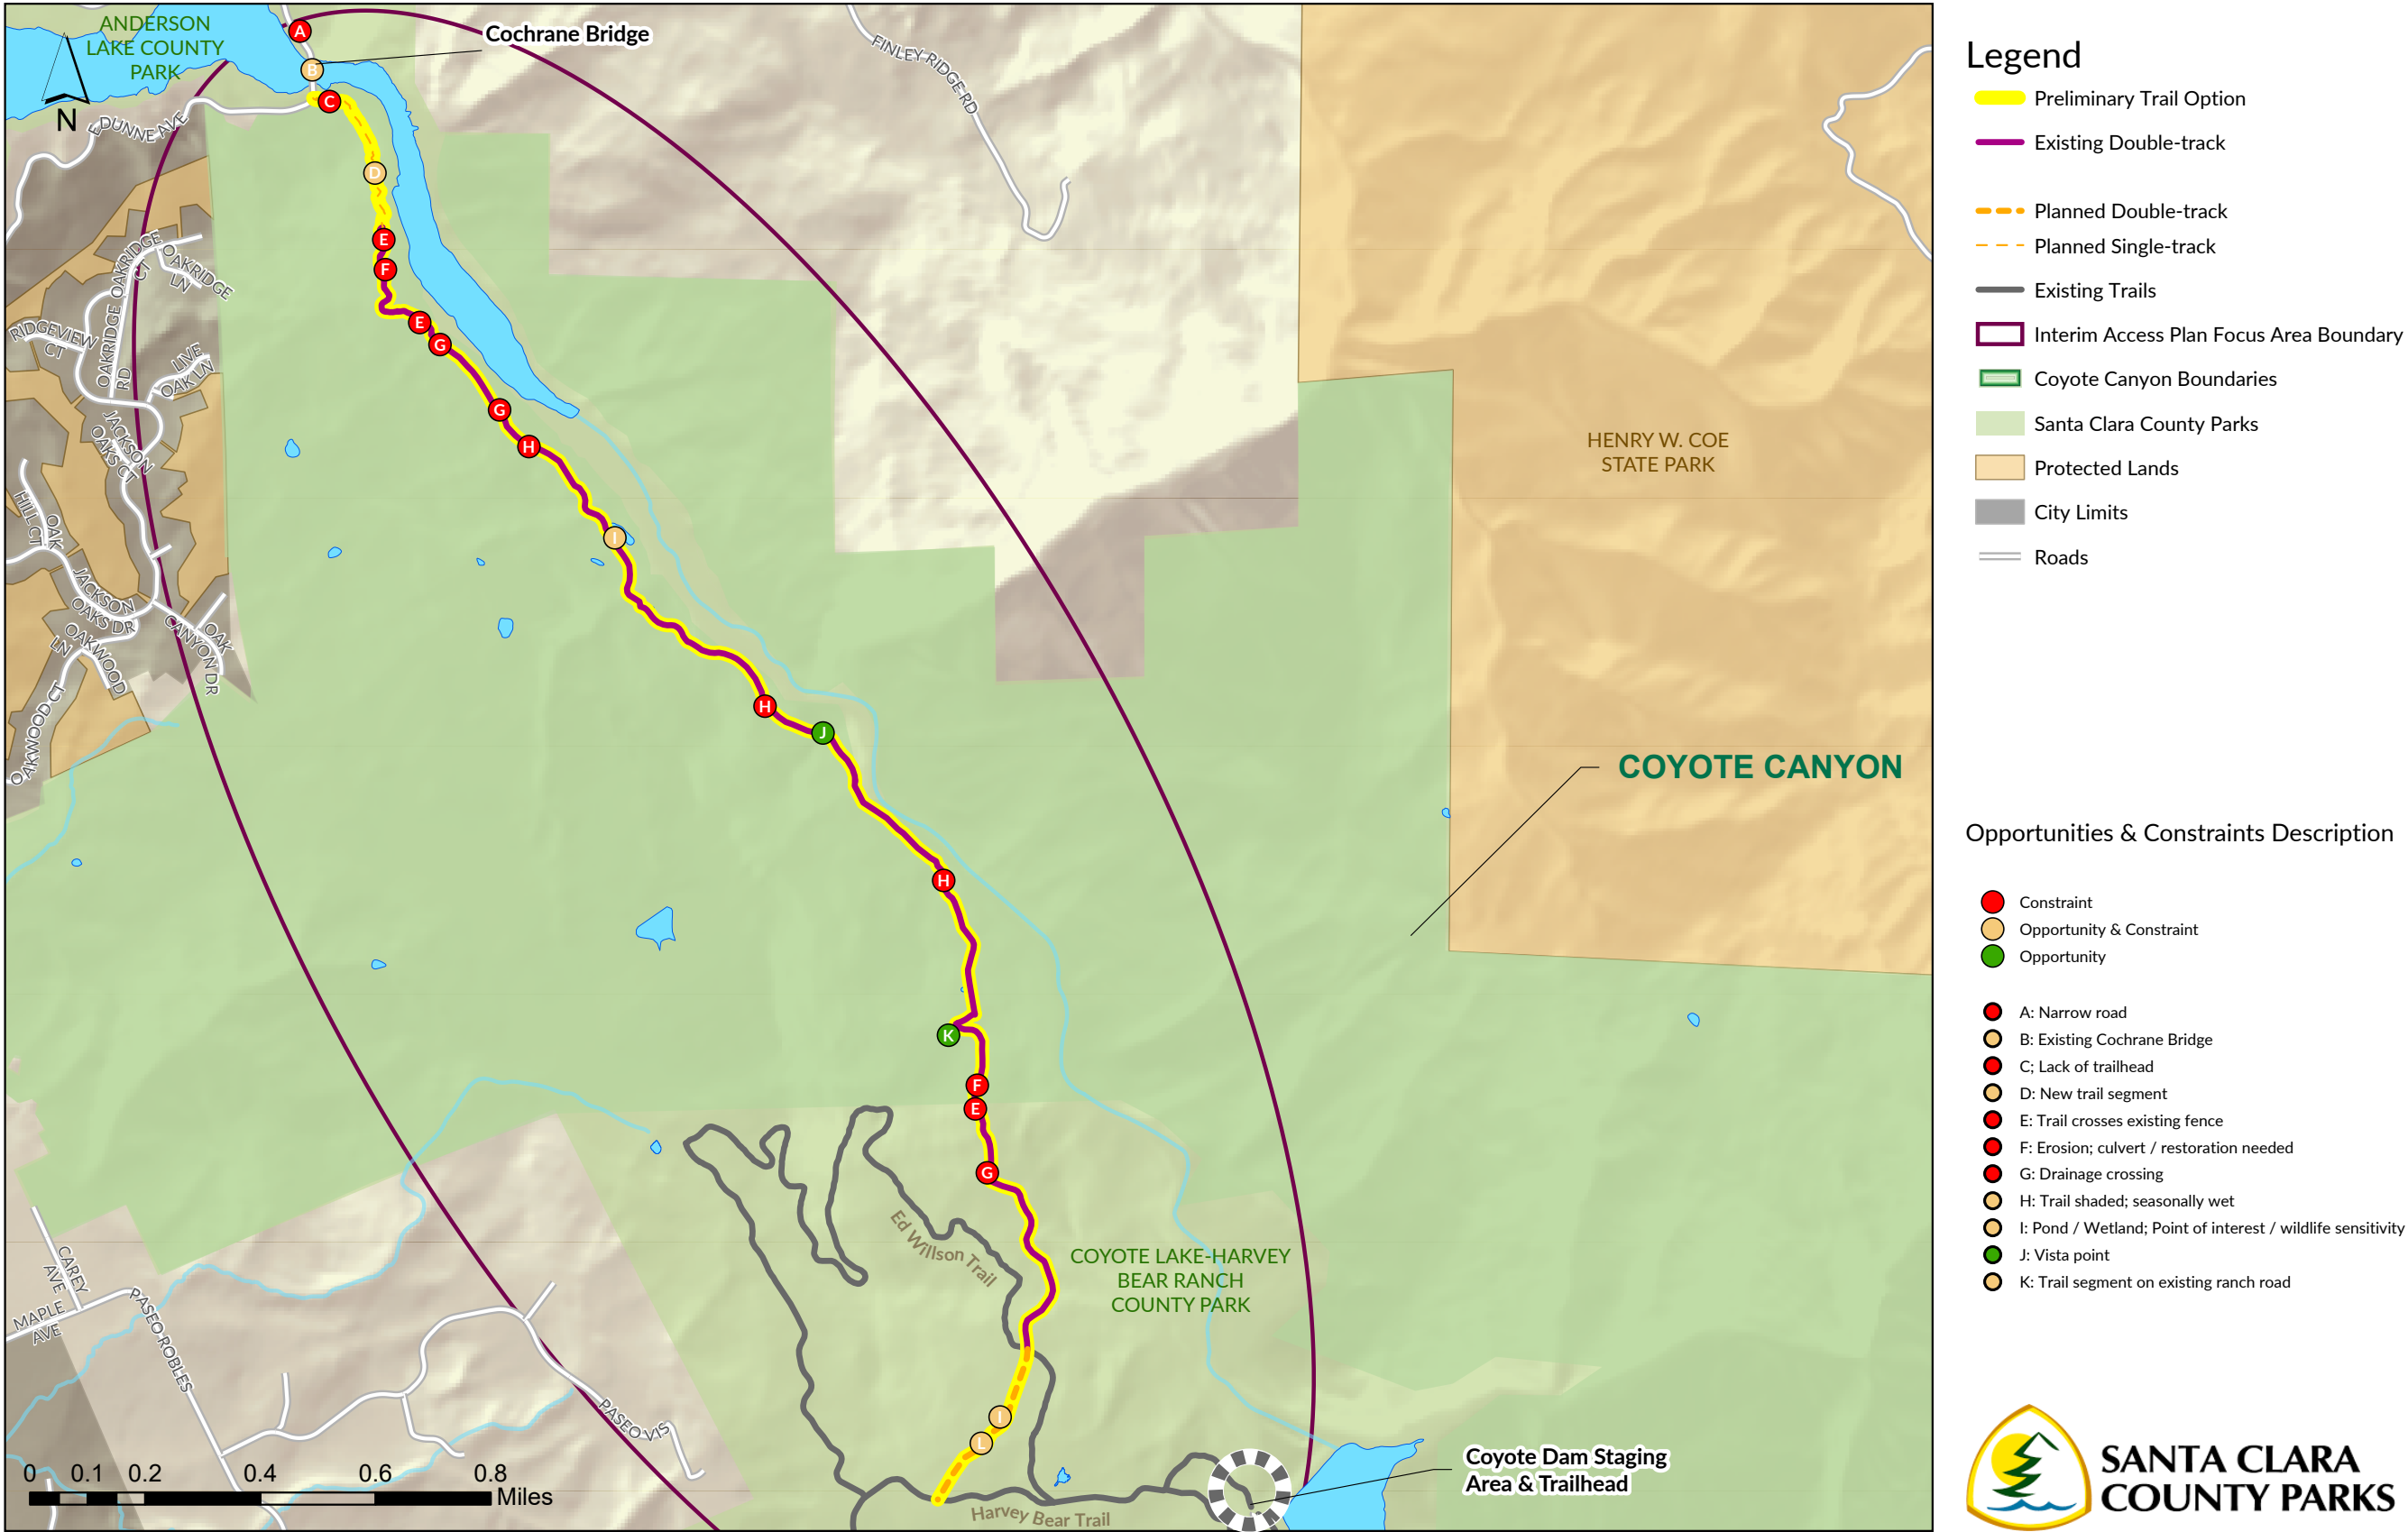 ANDERSON
LAKE COUNTY
PARK
N
A
Cochrane Bridge
B
C
E DUNNE AVE
D
E
F
E
G
G
H
I
H
J
H
K
F
E
G
I
L
FINLEY RIDGE RD
OAKRIDGE
CT
OAKRIDGE
LN
OAKRIDGE
RD
RIDGEVIEW
CT
LIVE
OAK LN
JACKSON
OAKS CT
OAK
HILL CT
JACKSON
OAKS DR
OAKWOOD
LN
OAK
CANYON DR
OAKWOOD CT
HENRY W. COE
STATE PARK
COYOTE CANYON
Ed Willson Trail
COYOTE LAKE-HARVEY
BEAR RANCH
COUNTY PARK
CAREY
AVE
MAPLE
AVE
PASEO ROBLES
PASEO VIS
Coyote Dam Staging
Area & Trailhead
Harvey Bear Trail
0 0.1 0.2 0.4 0.6 0.8
Miles
Legend
Preliminary Trail Option
Existing Double-track
Planned Double-track
Planned Single-track
Existing Trails
Interim Access Plan Focus Area Boundary
Coyote Canyon Boundaries
Santa Clara County Parks
Protected Lands
City Limits
Roads
Opportunities & Constraints Description
Constraint
Opportunity & Constraint
Opportunity
A: Narrow road
B: Existing Cochrane Bridge
C; Lack of trailhead
D: New trail segment
E: Trail crosses existing fence
F: Erosion; culvert / restoration needed
G: Drainage crossing
H: Trail shaded; seasonally wet
I: Pond / Wetland; Point of interest / wildlife sensitivity
J: Vista point
K: Trail segment on existing ranch road
SANTA CLARA
COUNTY PARKS